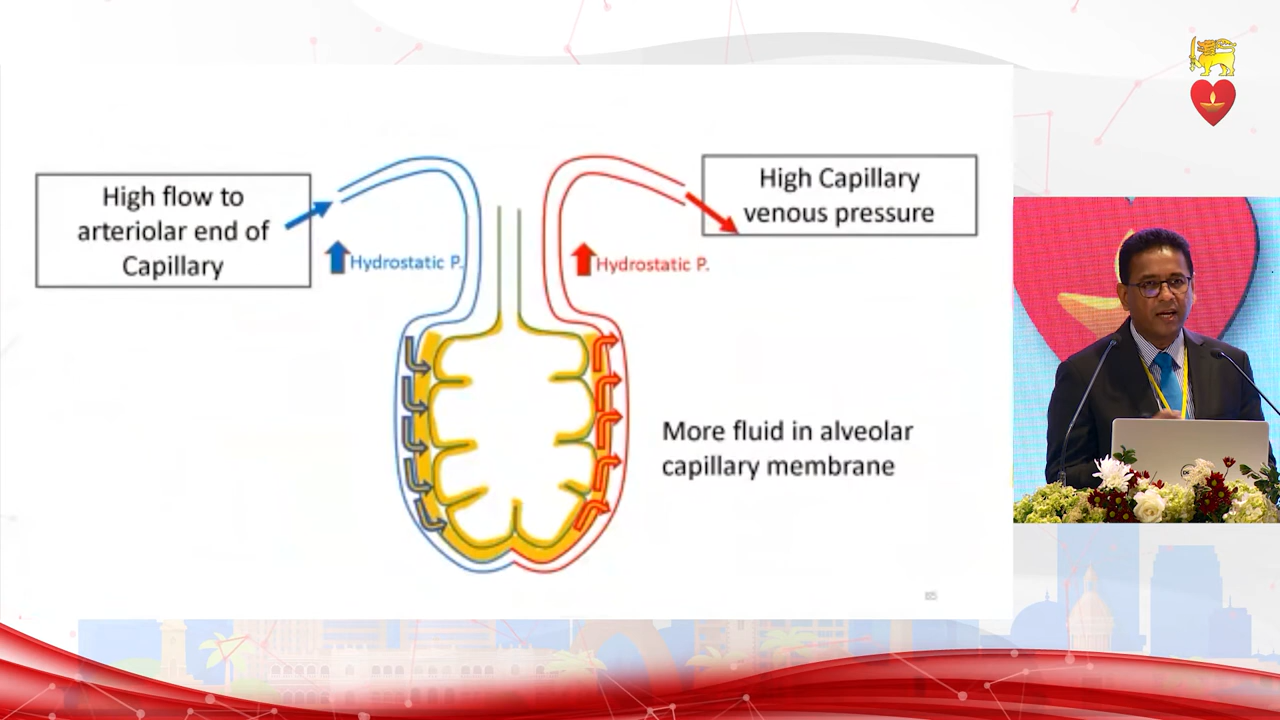 High flow to
arteriolar end of
Capillary
High Capillary
venous pressure
Hydrostatic P.
Hydrostatic P.
More fluid in alveolar
capillary membrane